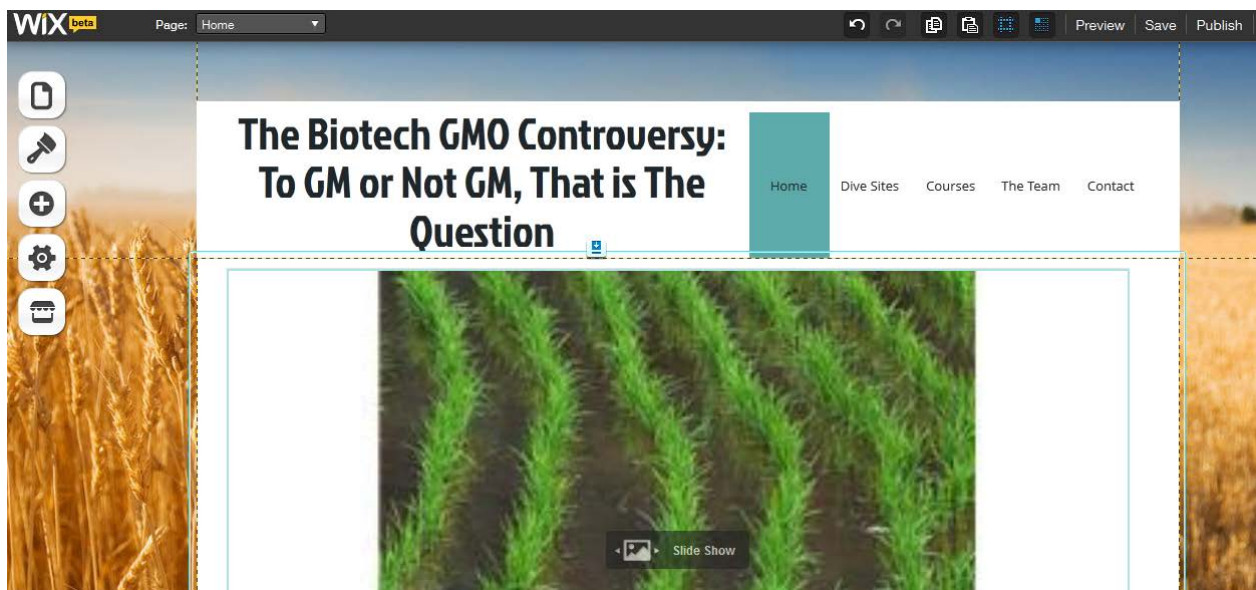 WiX beta Page: Home Preview Save Publish
The Biotech GMO Controversy:
To GM or Not GM, That is The
Question
Home Dive Sites Courses The Team Contact
Slide Show